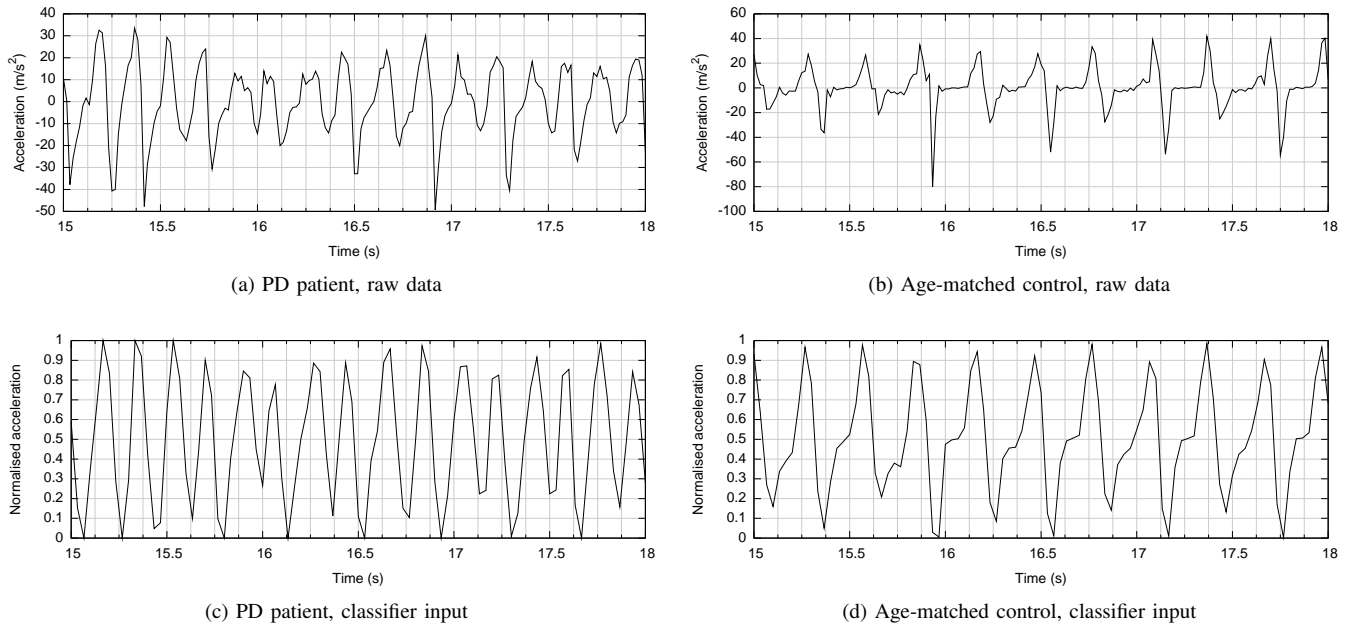 40
30
20
10
0
-10
-20
-30
-40
-50
Acceleration (m/s²)
15 15.5 16 16.5 17 17.5 18
Time (s)
(a) PD patient, raw data
60
40
20
0
-20
-40
-60
-80
-100
Acceleration (m/s²)
15 15.5 16 16.5 17 17.5 18
Time (s)
(b) Age-matched control, raw data
1
0.9
0.8
0.7
0.6
0.5
0.4
0.3
0.2
0.1
0
Normalised acceleration
15 15.5 16 16.5 17 17.5 18
Time (s)
(c) PD patient, classifier input
1
0.9
0.8
0.7
0.6
0.5
0.4
0.3
0.2
0.1
0
Normalised acceleration
15 15.5 16 16.5 17 17.5 18
Time (s)
(d) Age-matched control, classifier input